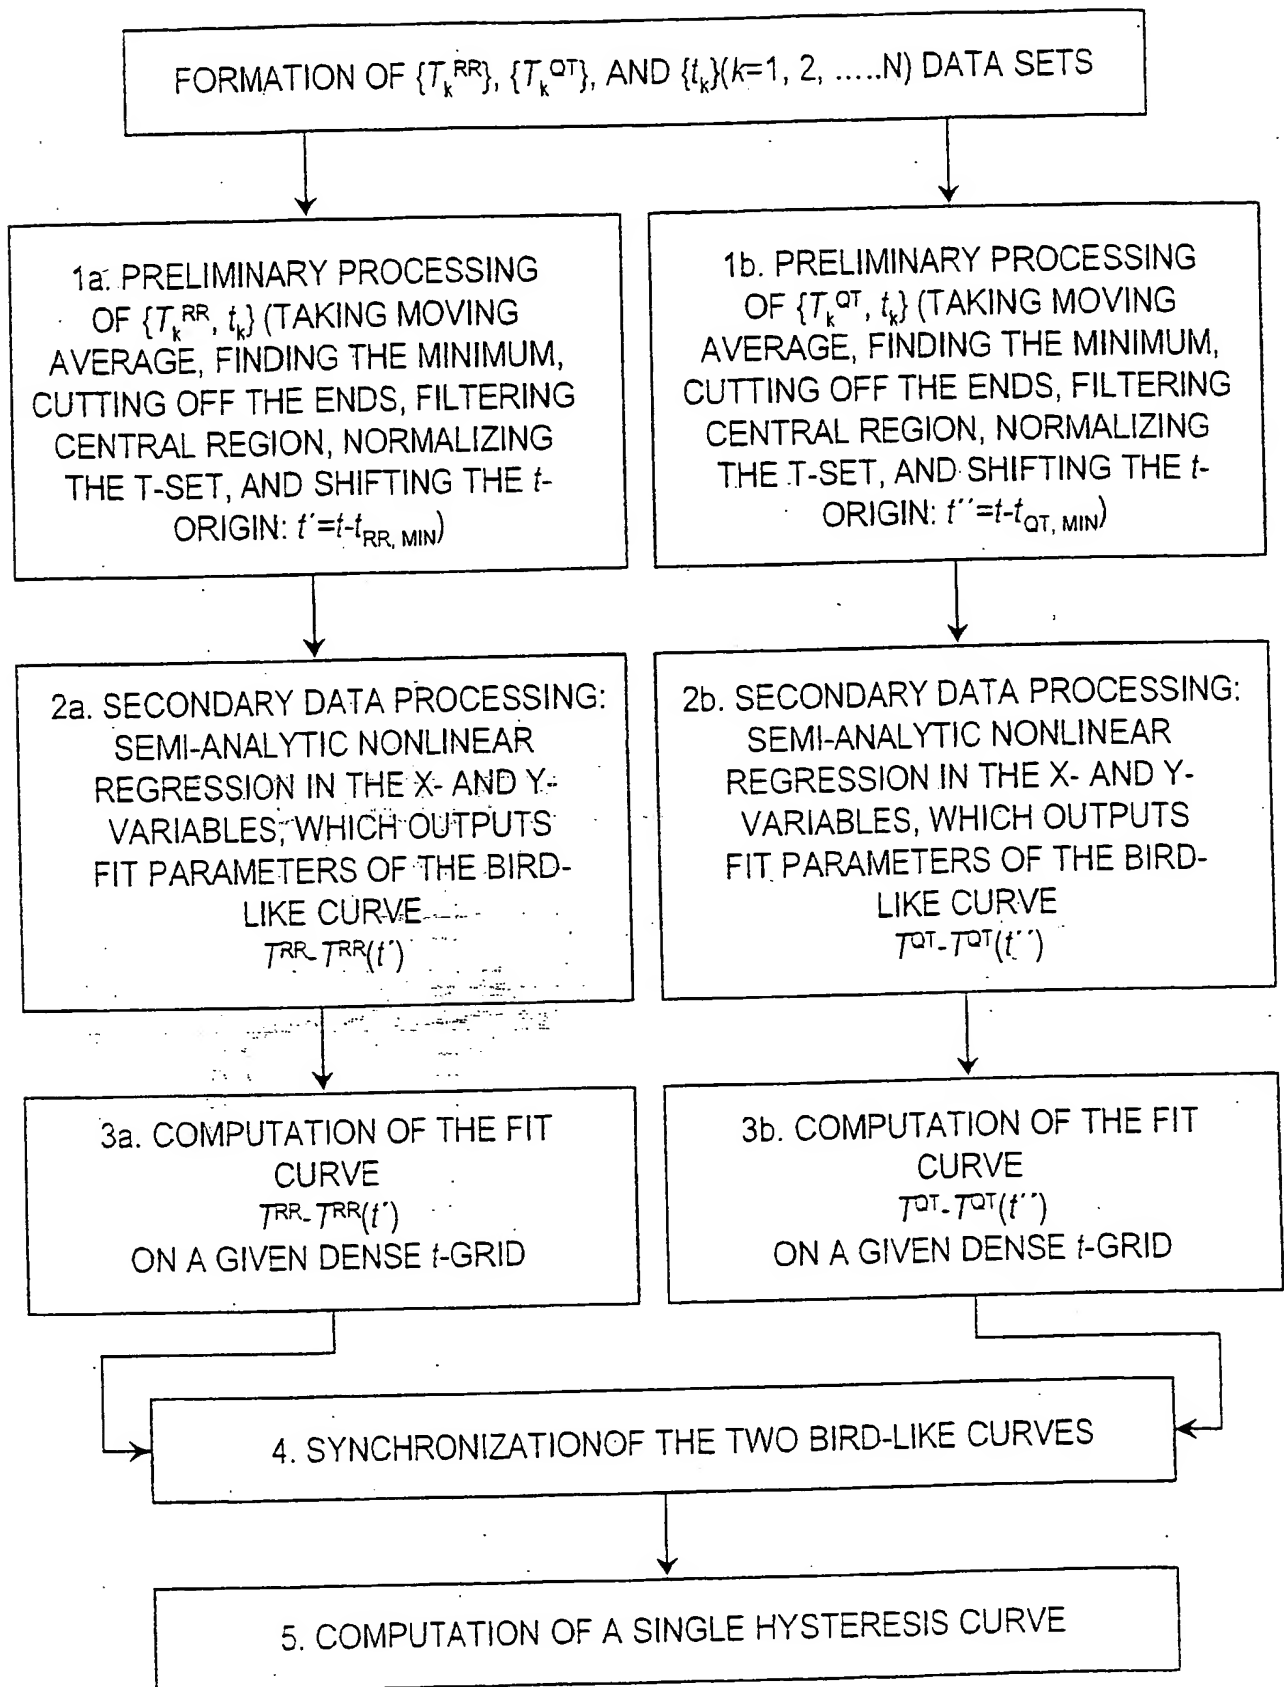 FORMATION OF {T_k^RR}, {T_k^QT}, AND {t_k}(k=1, 2, .....N) DATA SETS
1a. PRELIMINARY PROCESSING
OF {T_k^RR, t_k} (TAKING MOVING
AVERAGE, FINDING THE MINIMUM,
CUTTING OFF THE ENDS, FILTERING
CENTRAL REGION, NORMALIZING
THE T-SET, AND SHIFTING THE t-
ORIGIN: t′=t-t_RR, MIN)
1b. PRELIMINARY PROCESSING
OF {T_k^QT, t_k} (TAKING MOVING
AVERAGE, FINDING THE MINIMUM,
CUTTING OFF THE ENDS, FILTERING
CENTRAL REGION, NORMALIZING
THE T-SET, AND SHIFTING THE t-
ORIGIN: t′′=t-t_QT, MIN)
2a. SECONDARY DATA PROCESSING:
SEMI-ANALYTIC NONLINEAR
REGRESSION IN THE X- AND Y-
VARIABLES, WHICH OUTPUTS
FIT PARAMETERS OF THE BIRD-
LIKE CURVE
T^RR-T^RR(t′)
2b. SECONDARY DATA PROCESSING:
SEMI-ANALYTIC NONLINEAR
REGRESSION IN THE X- AND Y-
VARIABLES, WHICH OUTPUTS
FIT PARAMETERS OF THE BIRD-
LIKE CURVE
T^QT-T^QT(t′′)
3a. COMPUTATION OF THE FIT
CURVE
T^RR-T^RR(t′)
ON A GIVEN DENSE t-GRID
3b. COMPUTATION OF THE FIT
CURVE
T^QT-T^QT(t′′)
ON A GIVEN DENSE t-GRID
4. SYNCHRONIZATIONOF THE TWO BIRD-LIKE CURVES
5. COMPUTATION OF A SINGLE HYSTERESIS CURVE